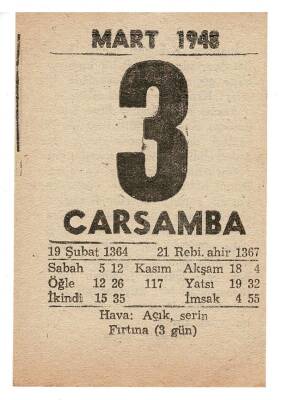 MART 1948
3
CARSAMBA
19 Şubat 1364 21 Rebi. ahir 1367
Sabah 5 12 Kasım Akşam 18 4
Öğle 12 26 117 Yatsı 19 32
İkindi 15 35 İmsak 4 55
Hava: Açık, serin
Fırtına (3 gün)